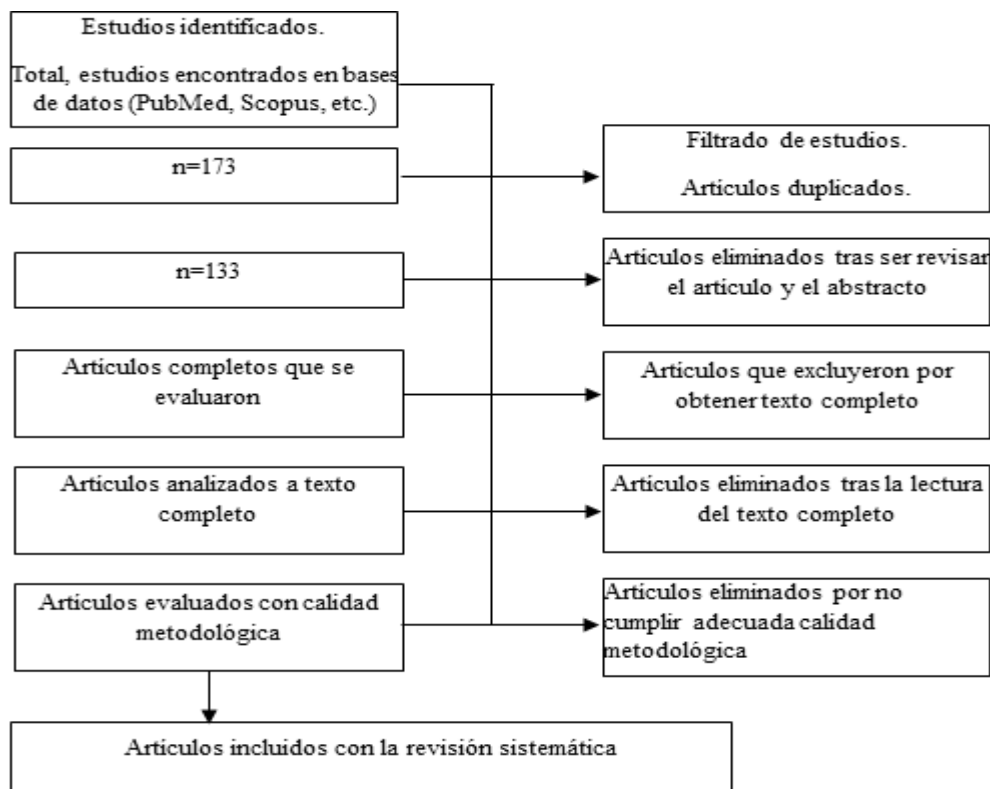 Estudios identificados.
Total, estudios encontrados en bases
de datos (PubMed, Scopus, etc.)
n=173
Filtrado de estudios.
Artículos duplicados.
n=133
Artículos eliminados tras ser revisar
el artículo y el abstracto
Artículos completos que se
evaluaron
Artículos que excluyeron por
obtener texto completo
Artículos analizados a texto
completo
Artículos eliminados tras la lectura
del texto completo
Artículos evaluados con calidad
metodológica
Artículos eliminados por no
cumplir adecuada calidad
metodológica
Artículos incluidos con la revisión sistemática